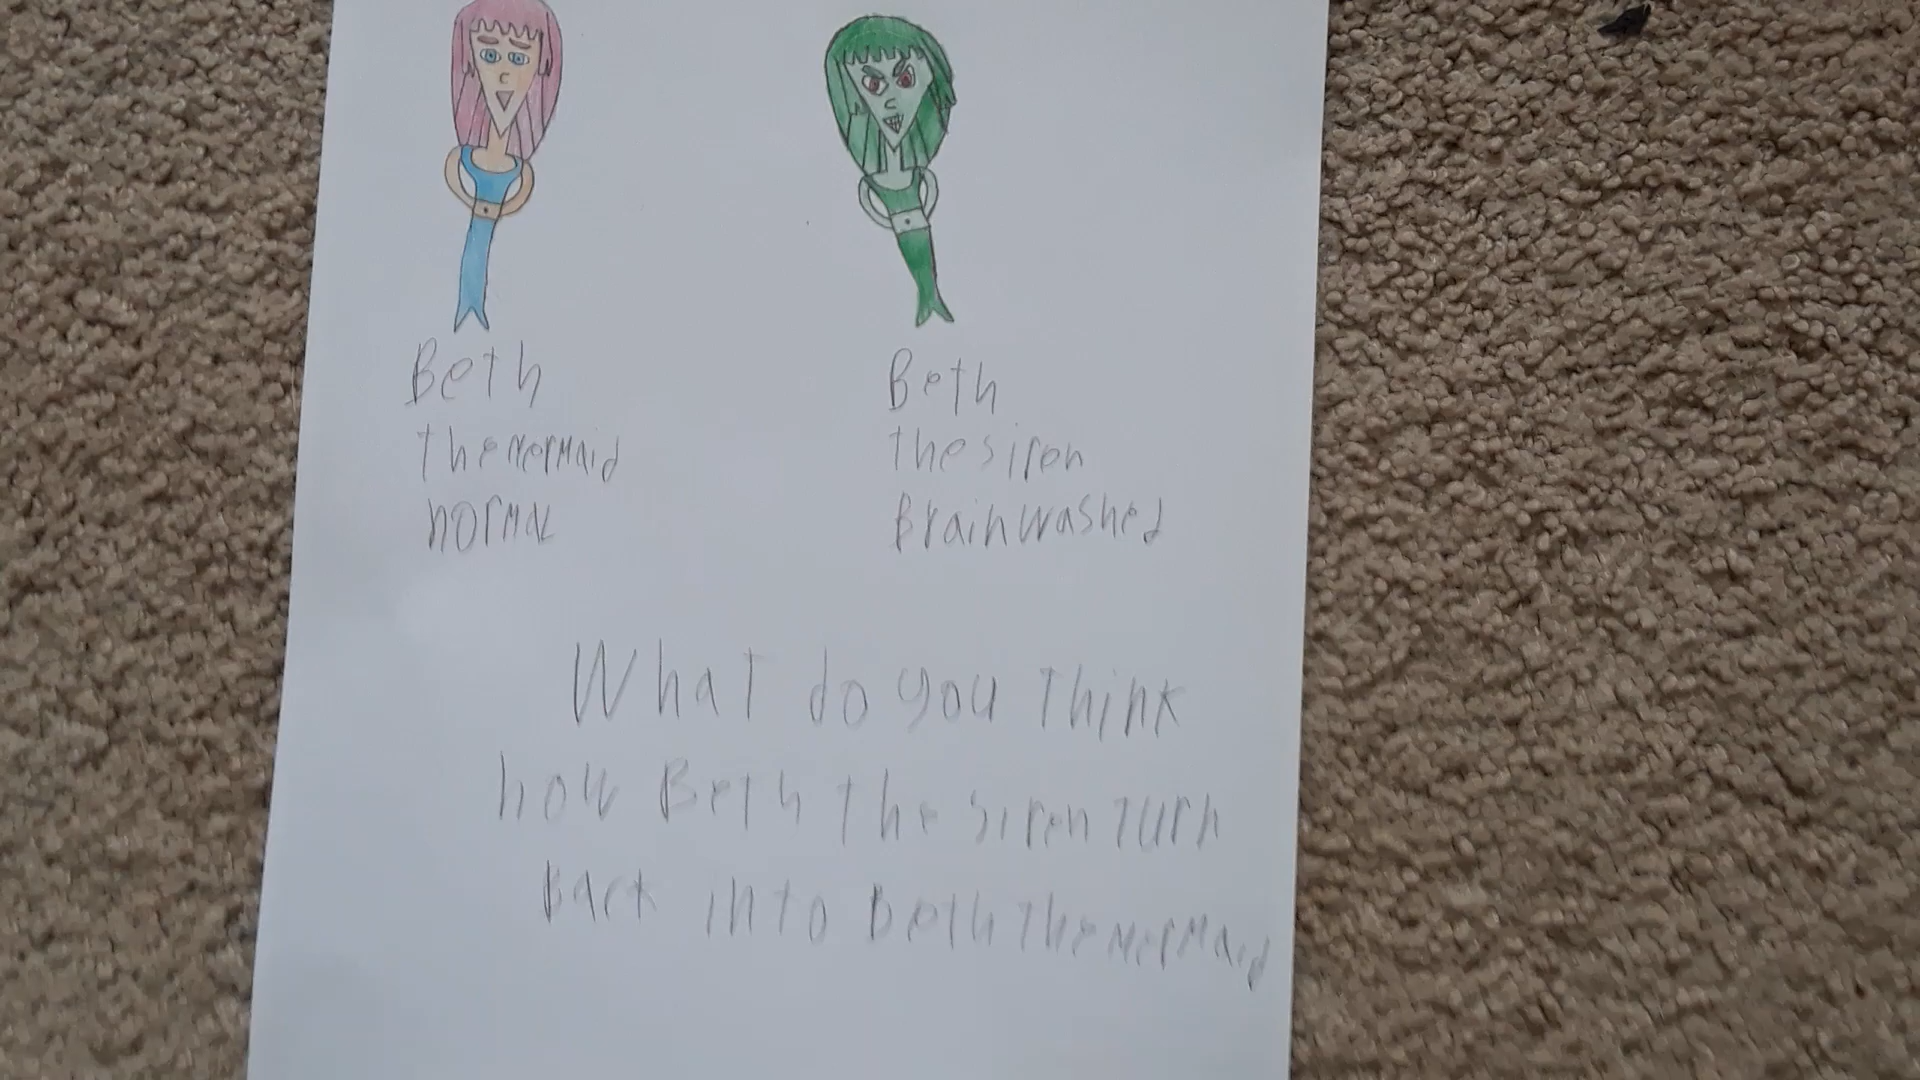 Beth
the mermaid
normal
Beth
the siren
Brainwashed
What do you think
how Beth the siren turn
Back into Beth the mermaid